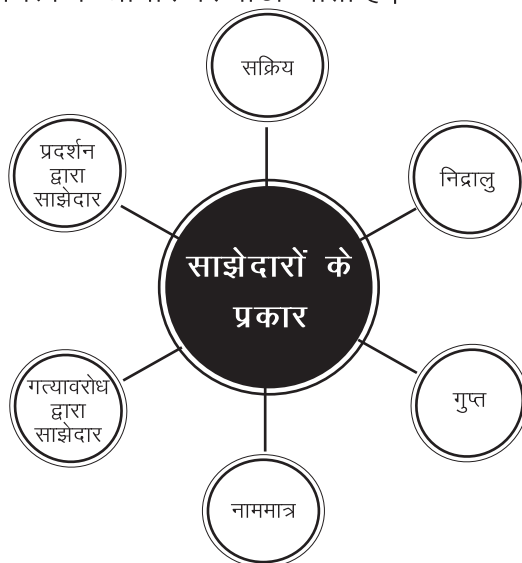 सक्रिय
निद्रालु
गुप्त
नाममात्र
गत्यावरोध
द्वारा
साझेदार
प्रदर्शन
द्वारा
साझेदार
साझेदारों के
प्रकार